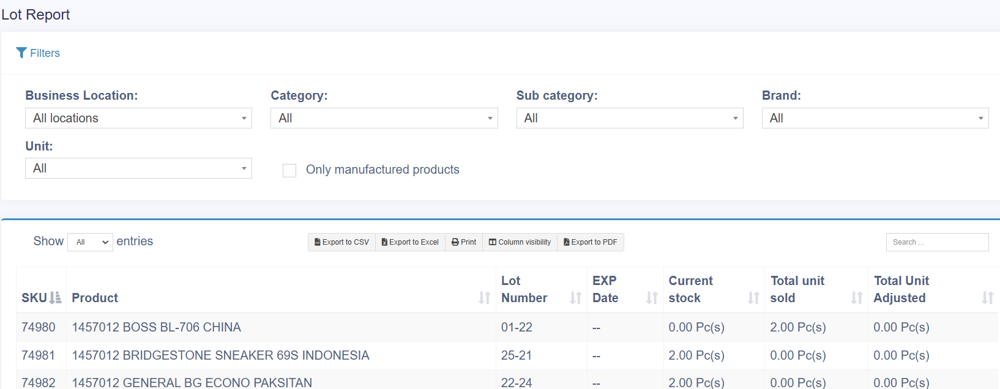 Lot Report
Filters
Business Location: Category: Sub category: Brand:
All locations All All All
Unit:
All Only manufactured products
Show All entries Export to CSV Export to Excel Print Column visibility Export to PDF Search ...
SKU Product Lot Number EXP Date Current stock Total unit sold Total Unit Adjusted
74980 1457012 BOSS BL-706 CHINA 01-22 -- 0.00 Pc(s) 2.00 Pc(s) 0.00 Pc(s)
74981 1457012 BRIDGESTONE SNEAKER 69S INDONESIA 25-21 -- 2.00 Pc(s) 0.00 Pc(s) 0.00 Pc(s)
74982 1457012 GENERAL BG ECONO PAKSITAN 22-24 -- 2.00 Pc(s) 0.00 Pc(s) 0.00 Pc(s)